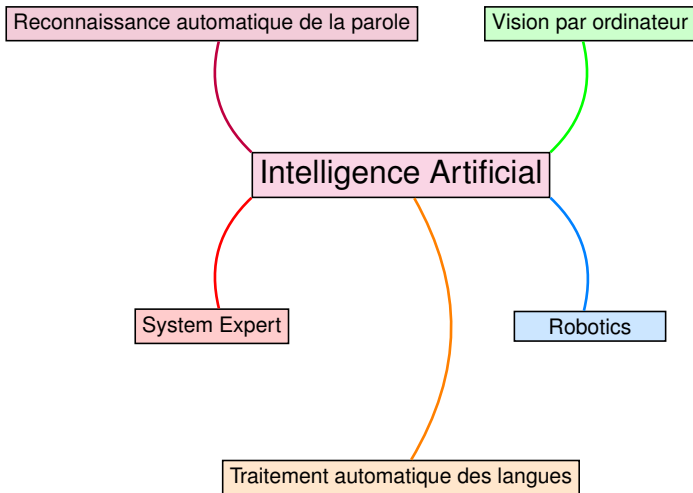 Reconnaissance automatique de la parole
Vision par ordinateur
Intelligence Artificial
System Expert
Robotics
Traitement automatique des langues